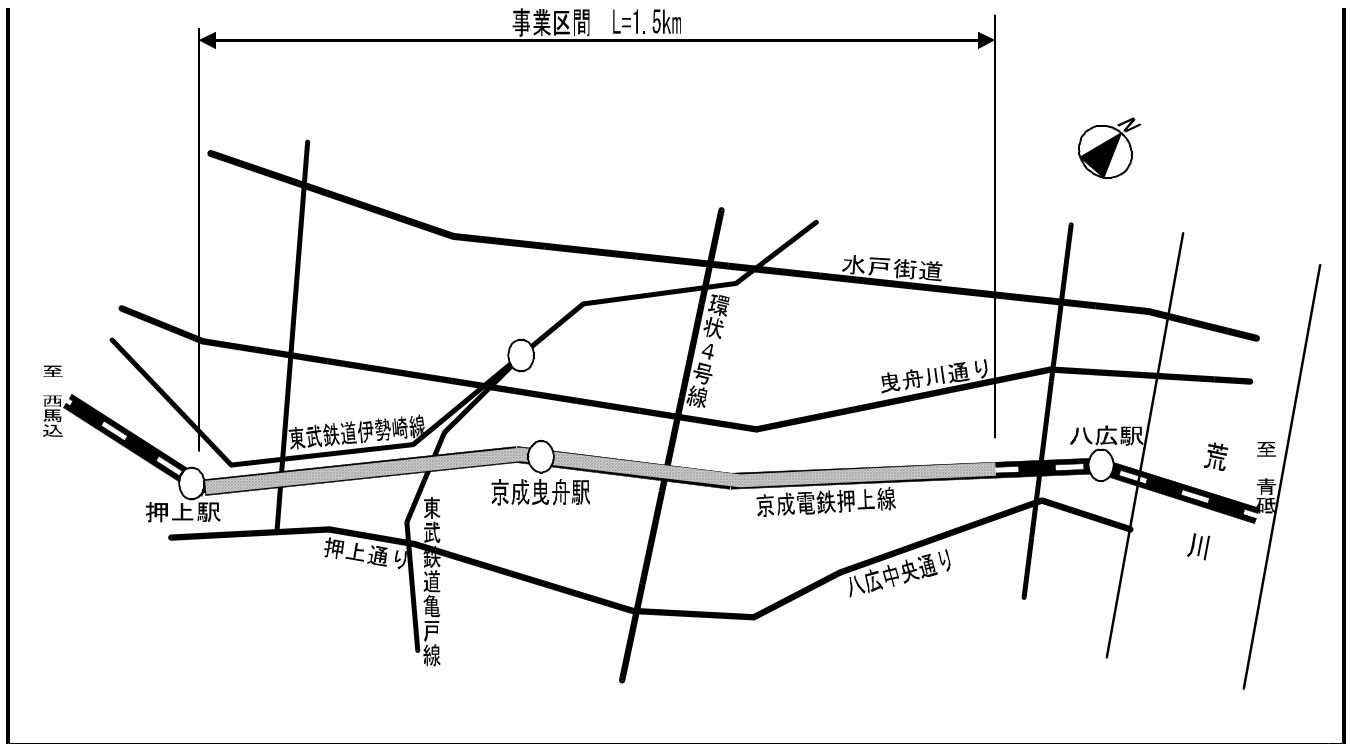 事業区間　L=1.5km
N
水戸街道
環状4号線
曳舟川通り
至 西馬込
東武鉄道伊勢崎線
八広駅
荒川
至 青砥
押上駅
京成曳舟駅
京成電鉄押上線
東武鉄道亀戸線
押上通り
八広中央通り